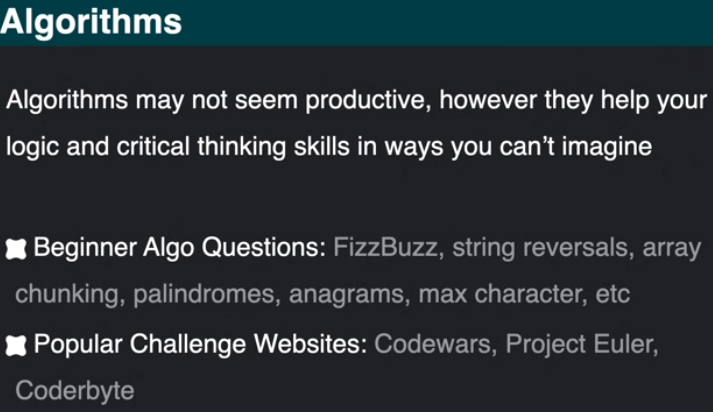 Algorithms
Algorithms may not seem productive, however they help your
logic and critical thinking skills in ways you can't imagine
Beginner Algo Questions: FizzBuzz, string reversals, array
chunking, palindromes, anagrams, max character, etc
Popular Challenge Websites: Codewars, Project Euler,
Coderbyte